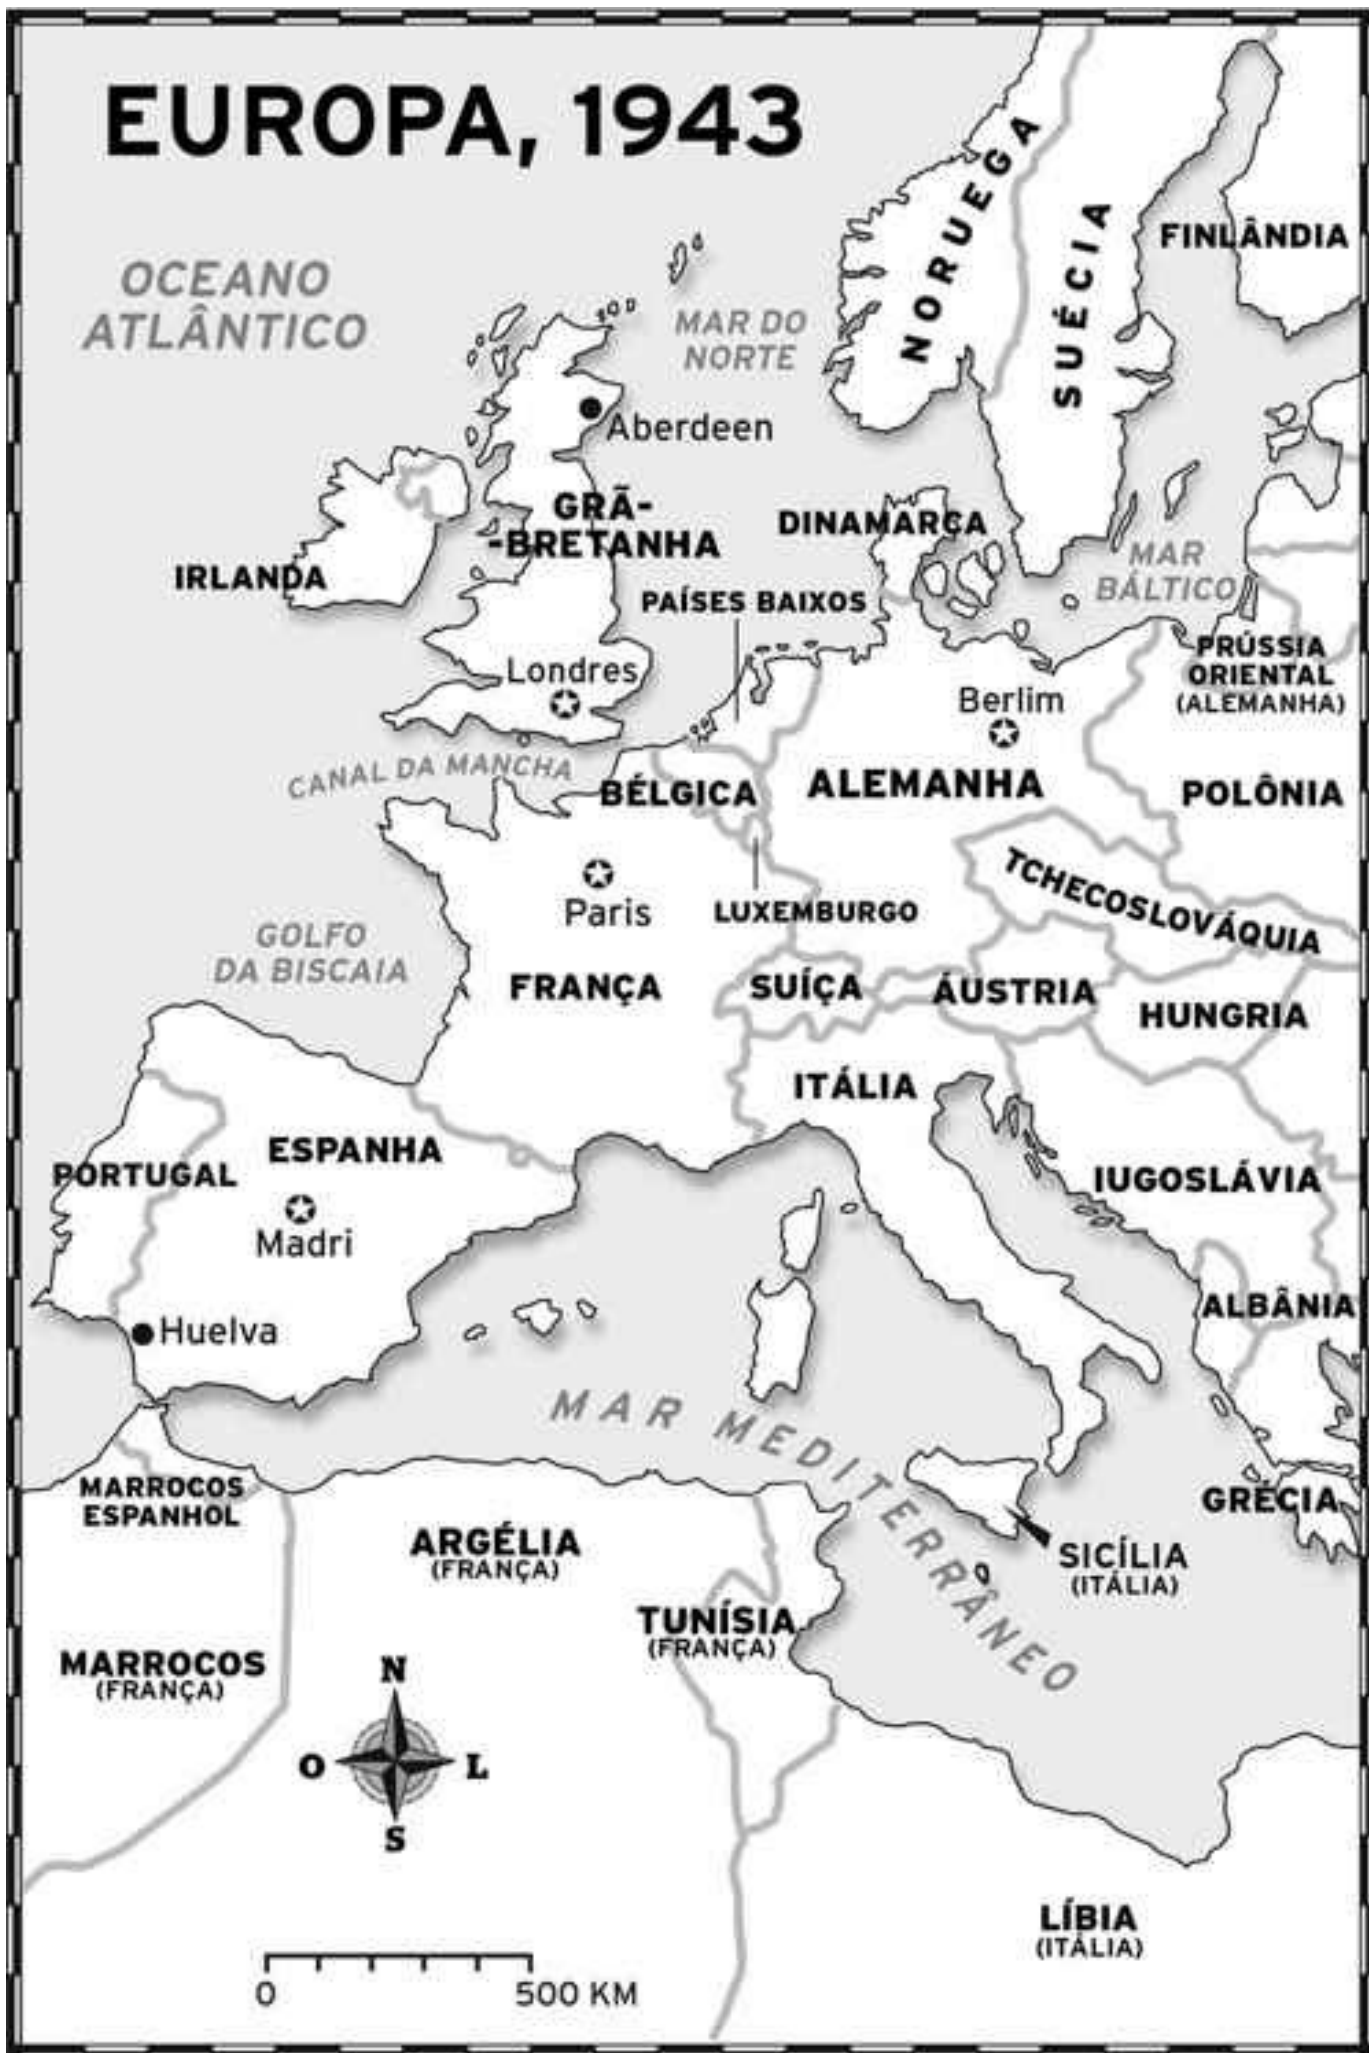 EUROPA, 1943
NORUEGA
SUÉCIA
FINLÂNDIA
OCEANO
ATLÂNTICO
MAR DO
NORTE
Aberdeen
GRÃ-
-BRETANHA
DINAMARCA
IRLANDA
PAÍSES BAIXOS
MAR
BÁLTICO
PRÚSSIA
ORIENTAL
(ALEMANHA)
Londres
Berlim
CANAL DA MANCHA
BÉLGICA
ALEMANHA
POLÔNIA
TCHECOSLOVÁQUIA
Paris
LUXEMBURGO
GOLFO
DA BISCAIA
FRANÇA
SUÍÇA
ÁUSTRIA
HUNGRIA
ITÁLIA
ESPANHA
PORTUGAL
IUGOSLÁVIA
Madri
ALBÂNIA
Huelva
MAR MEDITERRÂNEO
MARROCOS
ESPANHOL
GRÉCIA
ARGÉLIA
(FRANÇA)
SICÍLIA
(ITÁLIA)
TUNÍSIA
(FRANÇA)
MARROCOS
(FRANÇA)
N
O
L
S
LÍBIA
(ITÁLIA)
0
500 KM